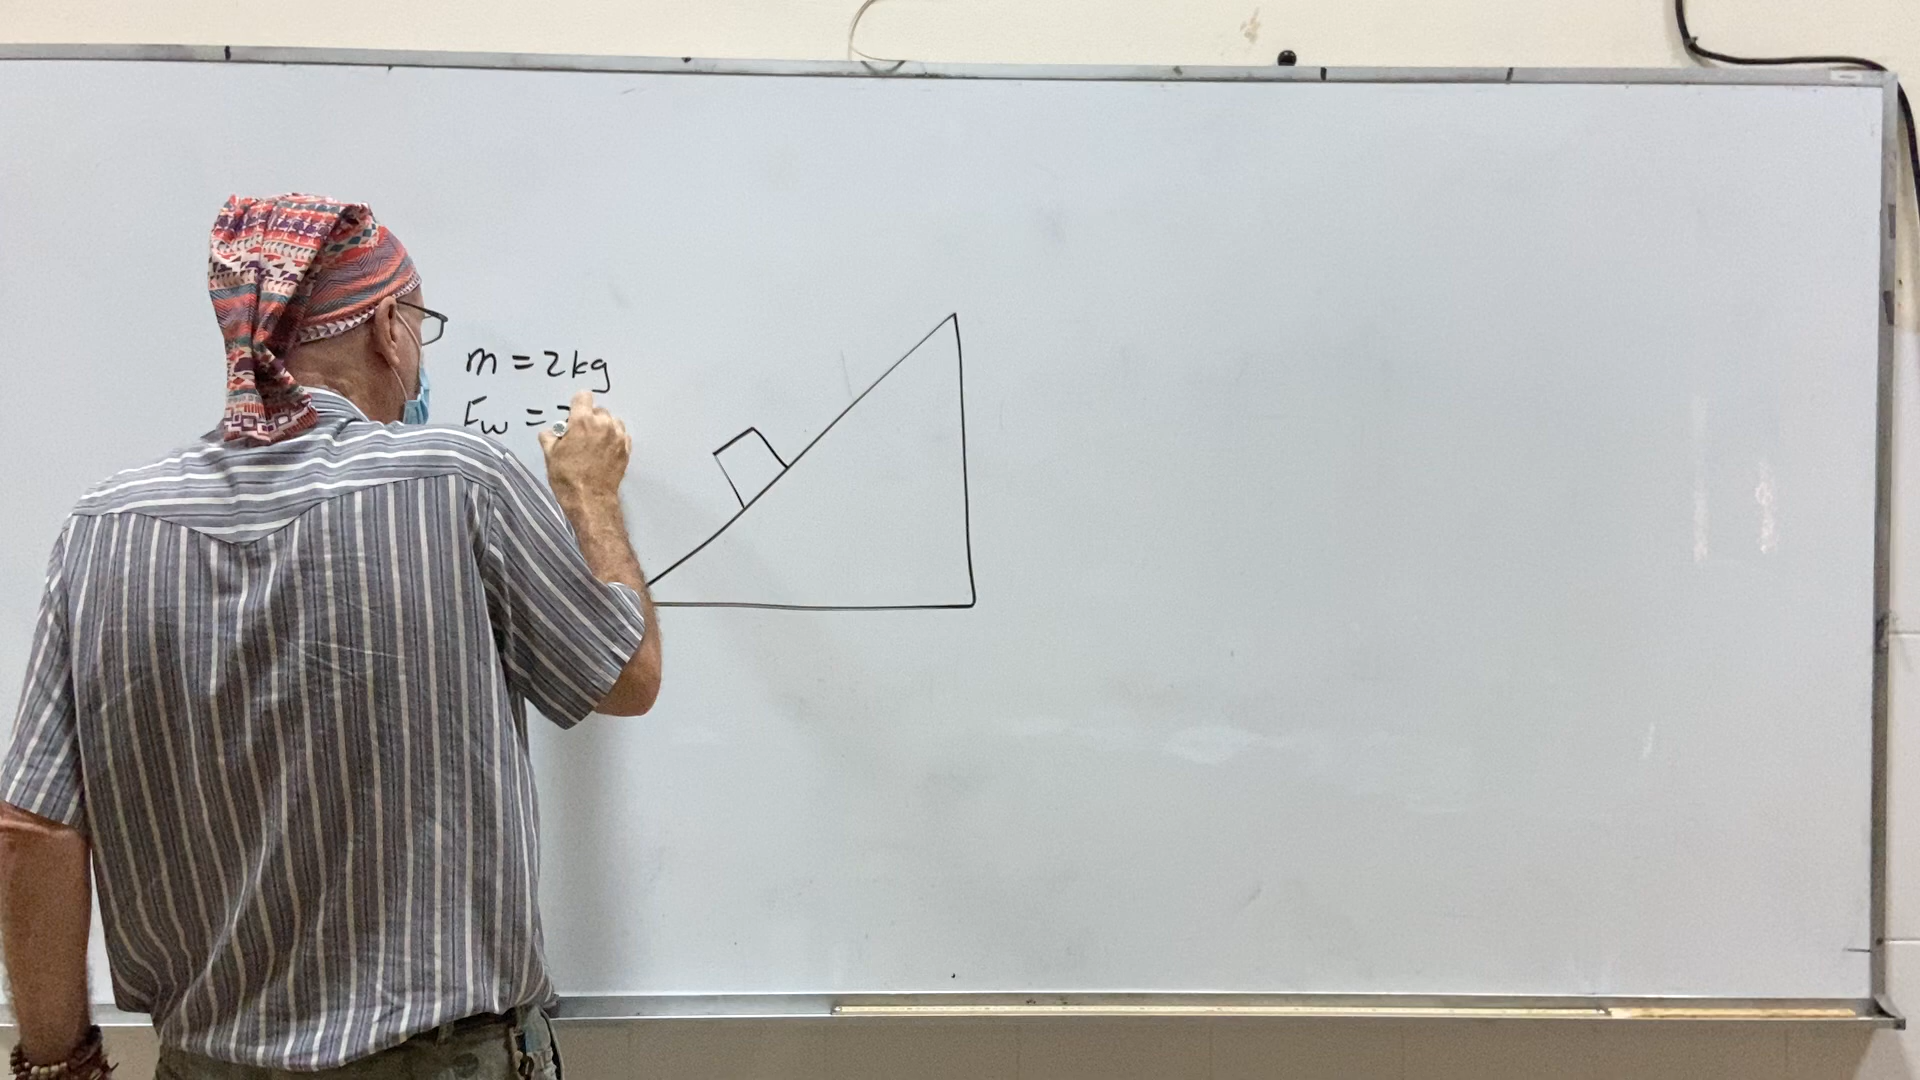 m = 2kg
Fw =